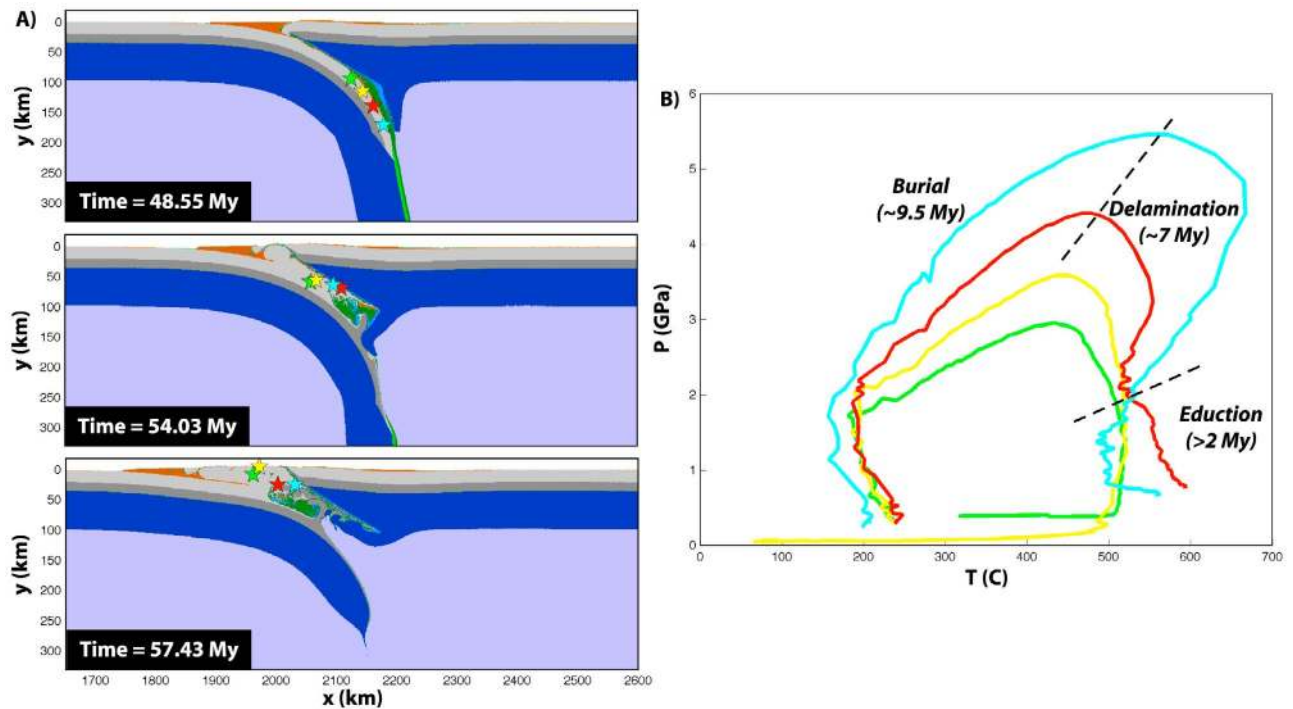 A)
0
50
100
150
200
250
300
y (km)
Time = 48.55 My
0
50
100
150
200
250
300
y (km)
Time = 54.03 My
0
50
100
150
200
250
300
y (km)
Time = 57.43 My
1700 1800 1900 2000 2100 2200 2300 2400 2500 2600
x (km)
B)
6
5
4
3
2
1
0
P (GPa)
Burial
(~9.5 My)
Delamination
(~7 My)
Eduction
(>2 My)
0 100 200 300 400 500 600 700
T (C)